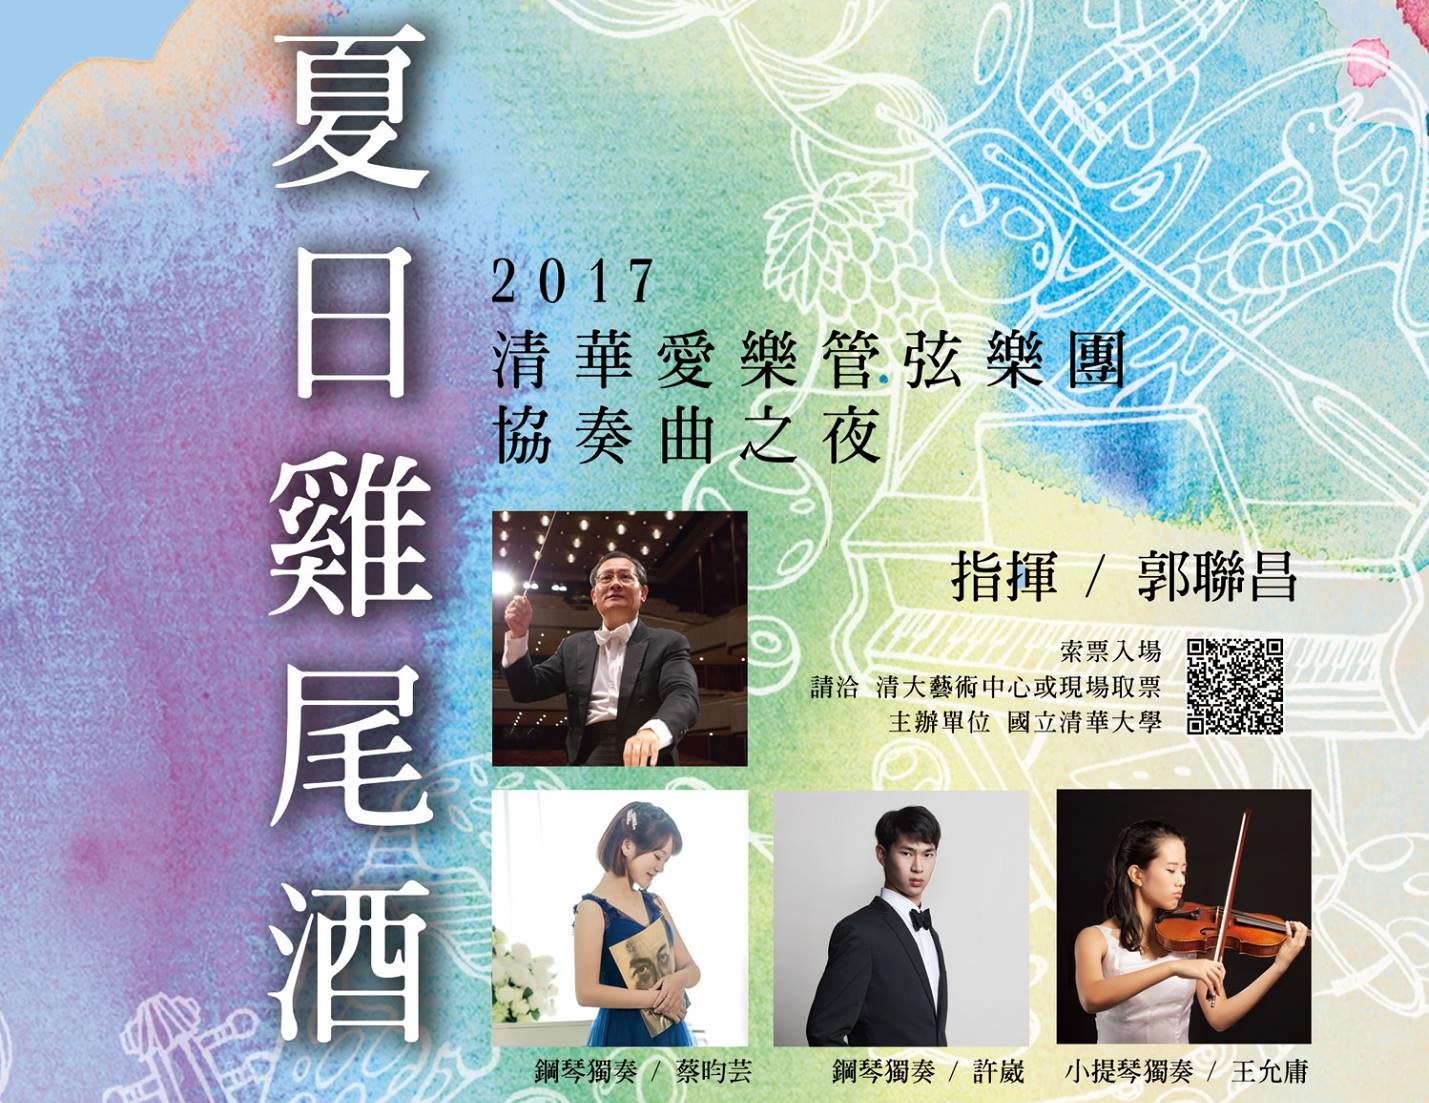 夏日雞尾酒
2017
清華愛樂管弦樂團
協奏曲之夜
指揮 / 郭聯昌
索票入場
請洽 清大藝術中心或現場取票
主辦單位 國立清華大學
鋼琴獨奏 / 蔡昀芸
鋼琴獨奏 / 許崴
小提琴獨奏 / 王允庸